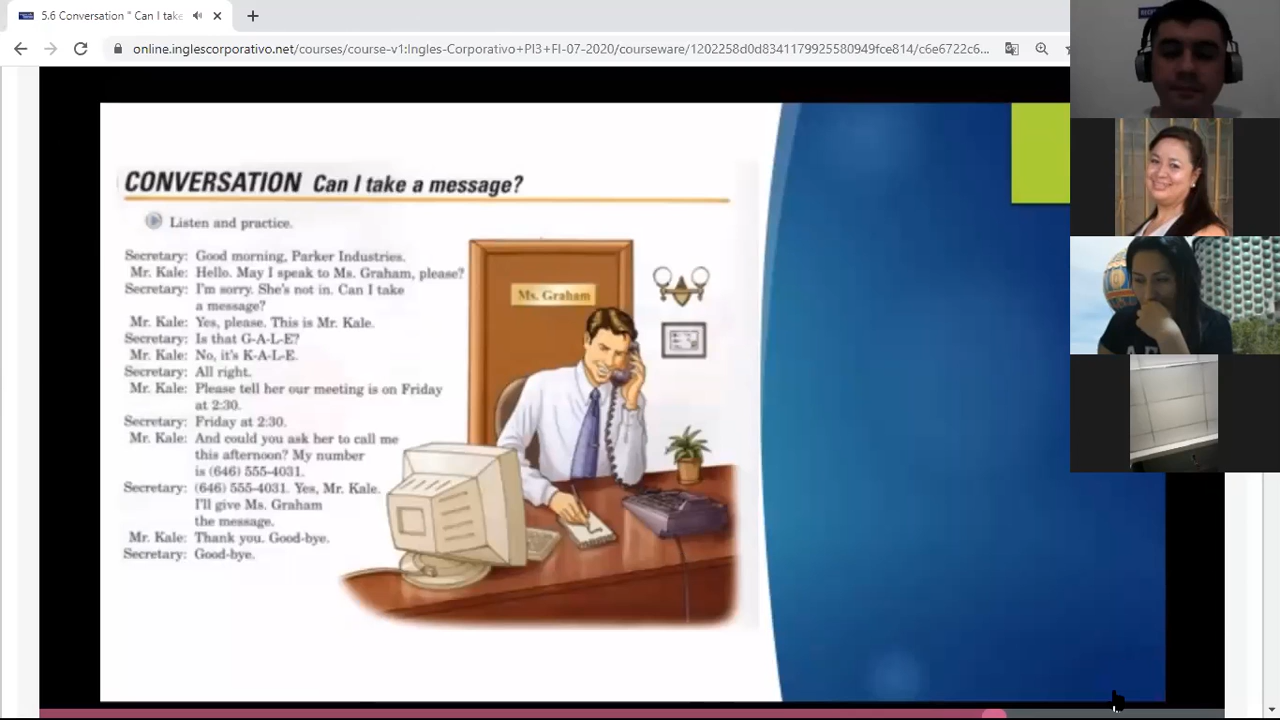 5.6 Conversation " Can I take
online.inglescorporativo.net/courses/course-v1:Ingles-Corporativo+PI3+FI-07-2020/courseware/1202258d0d8341179925580949fce814/c6e6722c6...
CONVERSATION Can I take a message?
Listen and practice.
Secretary: Good morning, Parker Industries.
Mr. Kale: Hello. May I speak to Ms. Graham, please?
Secretary: I'm sorry. She's not in. Can I take
a message?
Mr. Kale: Yes, please. This is Mr. Kale.
Secretary: Is that G-A-L-E?
Mr. Kale: No, it's K-A-L-E.
Secretary: All right.
Mr. Kale: Please tell her our meeting is on Friday
at 2:30.
Secretary: Friday at 2:30.
Mr. Kale: And could you ask her to call me
this afternoon? My number
is (646) 555-4031.
Secretary: (646) 555-4031. Yes, Mr. Kale.
I'll give Ms. Graham
the message.
Mr. Kale: Thank you. Good-bye.
Secretary: Good-bye.
Ms. Graham